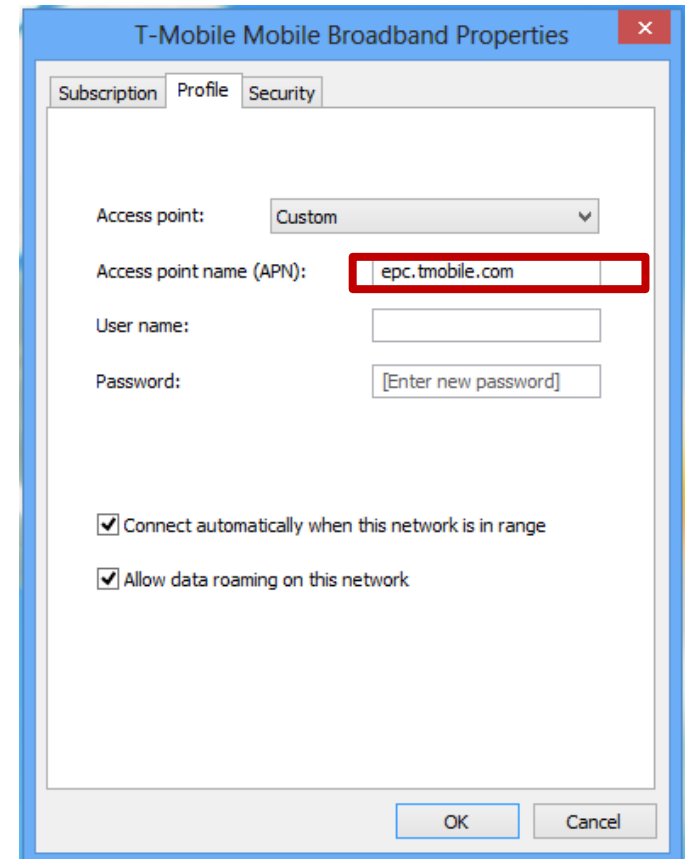 T-Mobile Mobile Broadband Properties
Subscription Profile Security
Access point: Custom
Access point name (APN): epc.tmobile.com
User name:
Password: [Enter new password]
Connect automatically when this network is in range
Allow data roaming on this network
OK Cancel